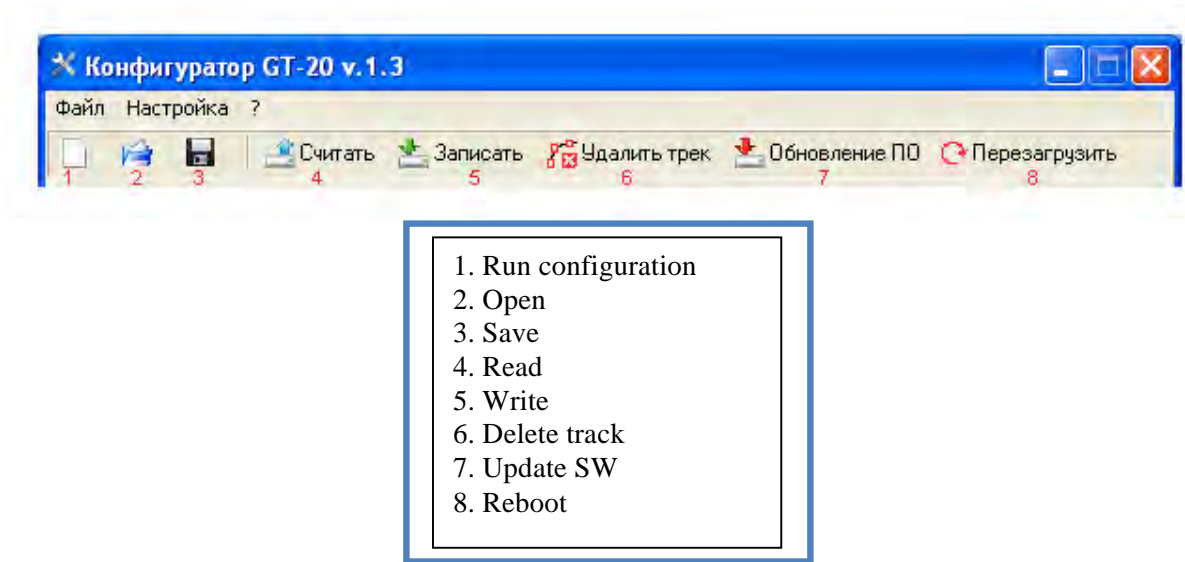 Конфигуратор GT-20 v.1.3
Файл Настройка ?
Считать Записать Удалить трек Обновление ПО Перезагрузить
1 2 3 4 5 6 7 8
1. Run configuration
2. Open
3. Save
4. Read
5. Write
6. Delete track
7. Update SW
8. Reboot